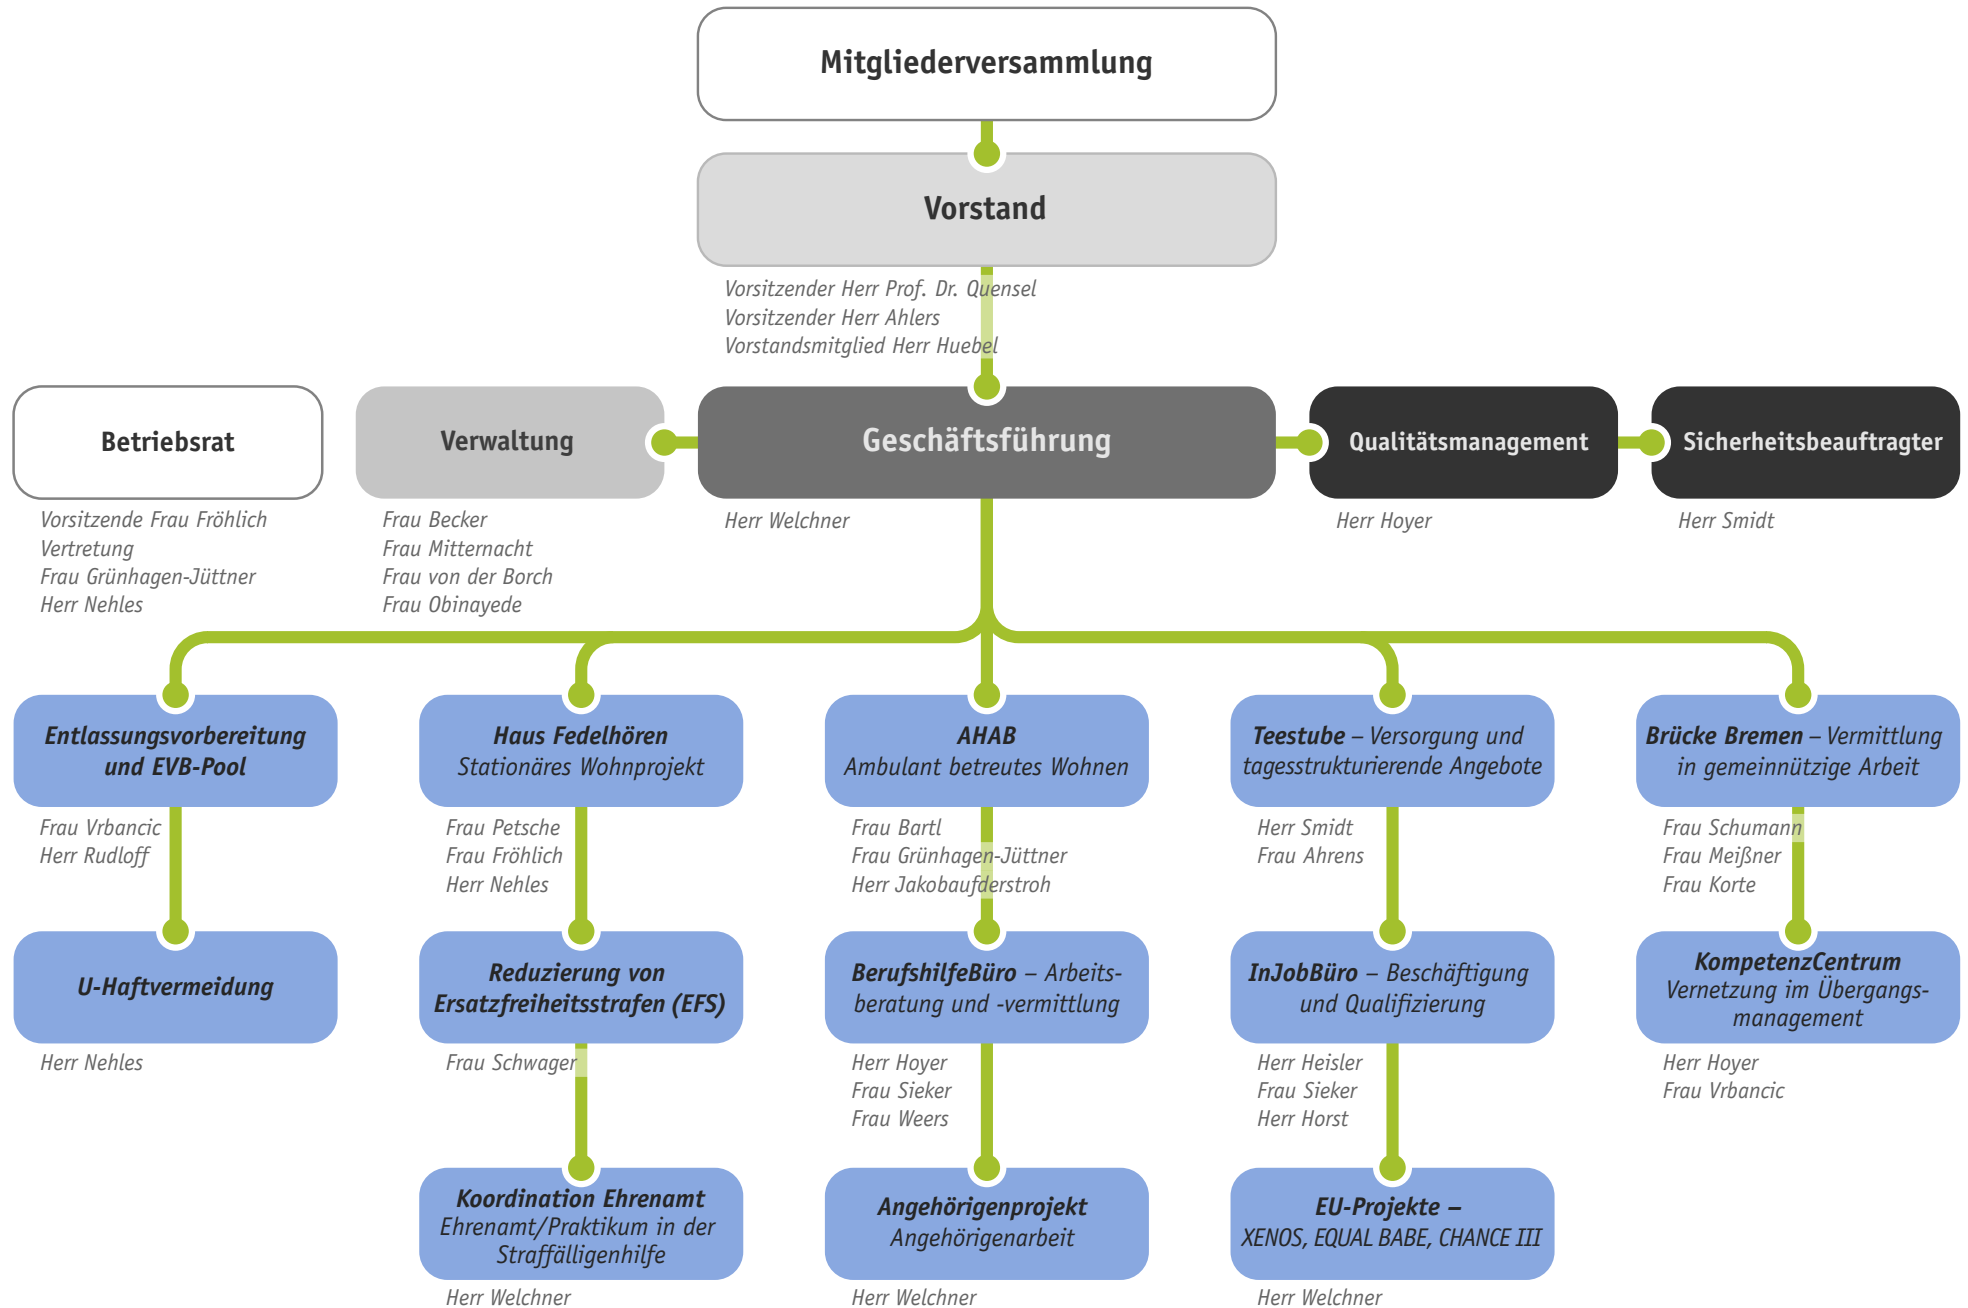 Mitgliederversammlung
Vorstand
Vorsitzender Herr Prof. Dr. Quensel
Vorsitzender Herr Ahlers
Vorstandsmitglied Herr Huebel
Betriebsrat
Vorsitzende Frau Fröhlich
Vertretung
Frau Grünhagen-Jüttner
Herr Nehles
Verwaltung
Frau Becker
Frau Mitternacht
Frau von der Borch
Frau Obinayede
Geschäftsführung
Herr Welchner
Qualitätsmanagement
Herr Hoyer
Sicherheitsbeauftragter
Herr Smidt
Entlassungsvorbereitung
und EVB-Pool
Frau Vrbancic
Herr Rudloff
Haus Fedelhören
Stationäres Wohnprojekt
Frau Petsche
Frau Fröhlich
Herr Nehles
AHAB
Ambulant betreutes Wohnen
Frau Bartl
Frau Grünhagen-Jüttner
Herr Jakobaufderstroh
Teestube – Versorgung und
tagesstrukturierende Angebote
Herr Smidt
Frau Ahrens
Brücke Bremen – Vermittlung
in gemeinnützige Arbeit
Frau Schumann
Frau Meißner
Frau Korte
U-Haftvermeidung
Herr Nehles
Reduzierung von
Ersatzfreiheitsstrafen (EFS)
Frau Schwager
BerufshilfeBüro – Arbeits-
beratung und -vermittlung
Herr Hoyer
Frau Sieker
Frau Weers
InJobBüro – Beschäftigung
und Qualifizierung
Herr Heisler
Frau Sieker
Herr Horst
KompetenzCentrum
Vernetzung im Übergangs-
management
Herr Hoyer
Frau Vrbancic
Koordination Ehrenamt
Ehrenamt/Praktikum in der
Straffälligenhilfe
Herr Welchner
Angehörigenprojekt
Angehörigenarbeit
Herr Welchner
EU-Projekte –
XENOS, EQUAL BABE, CHANCE III
Herr Welchner